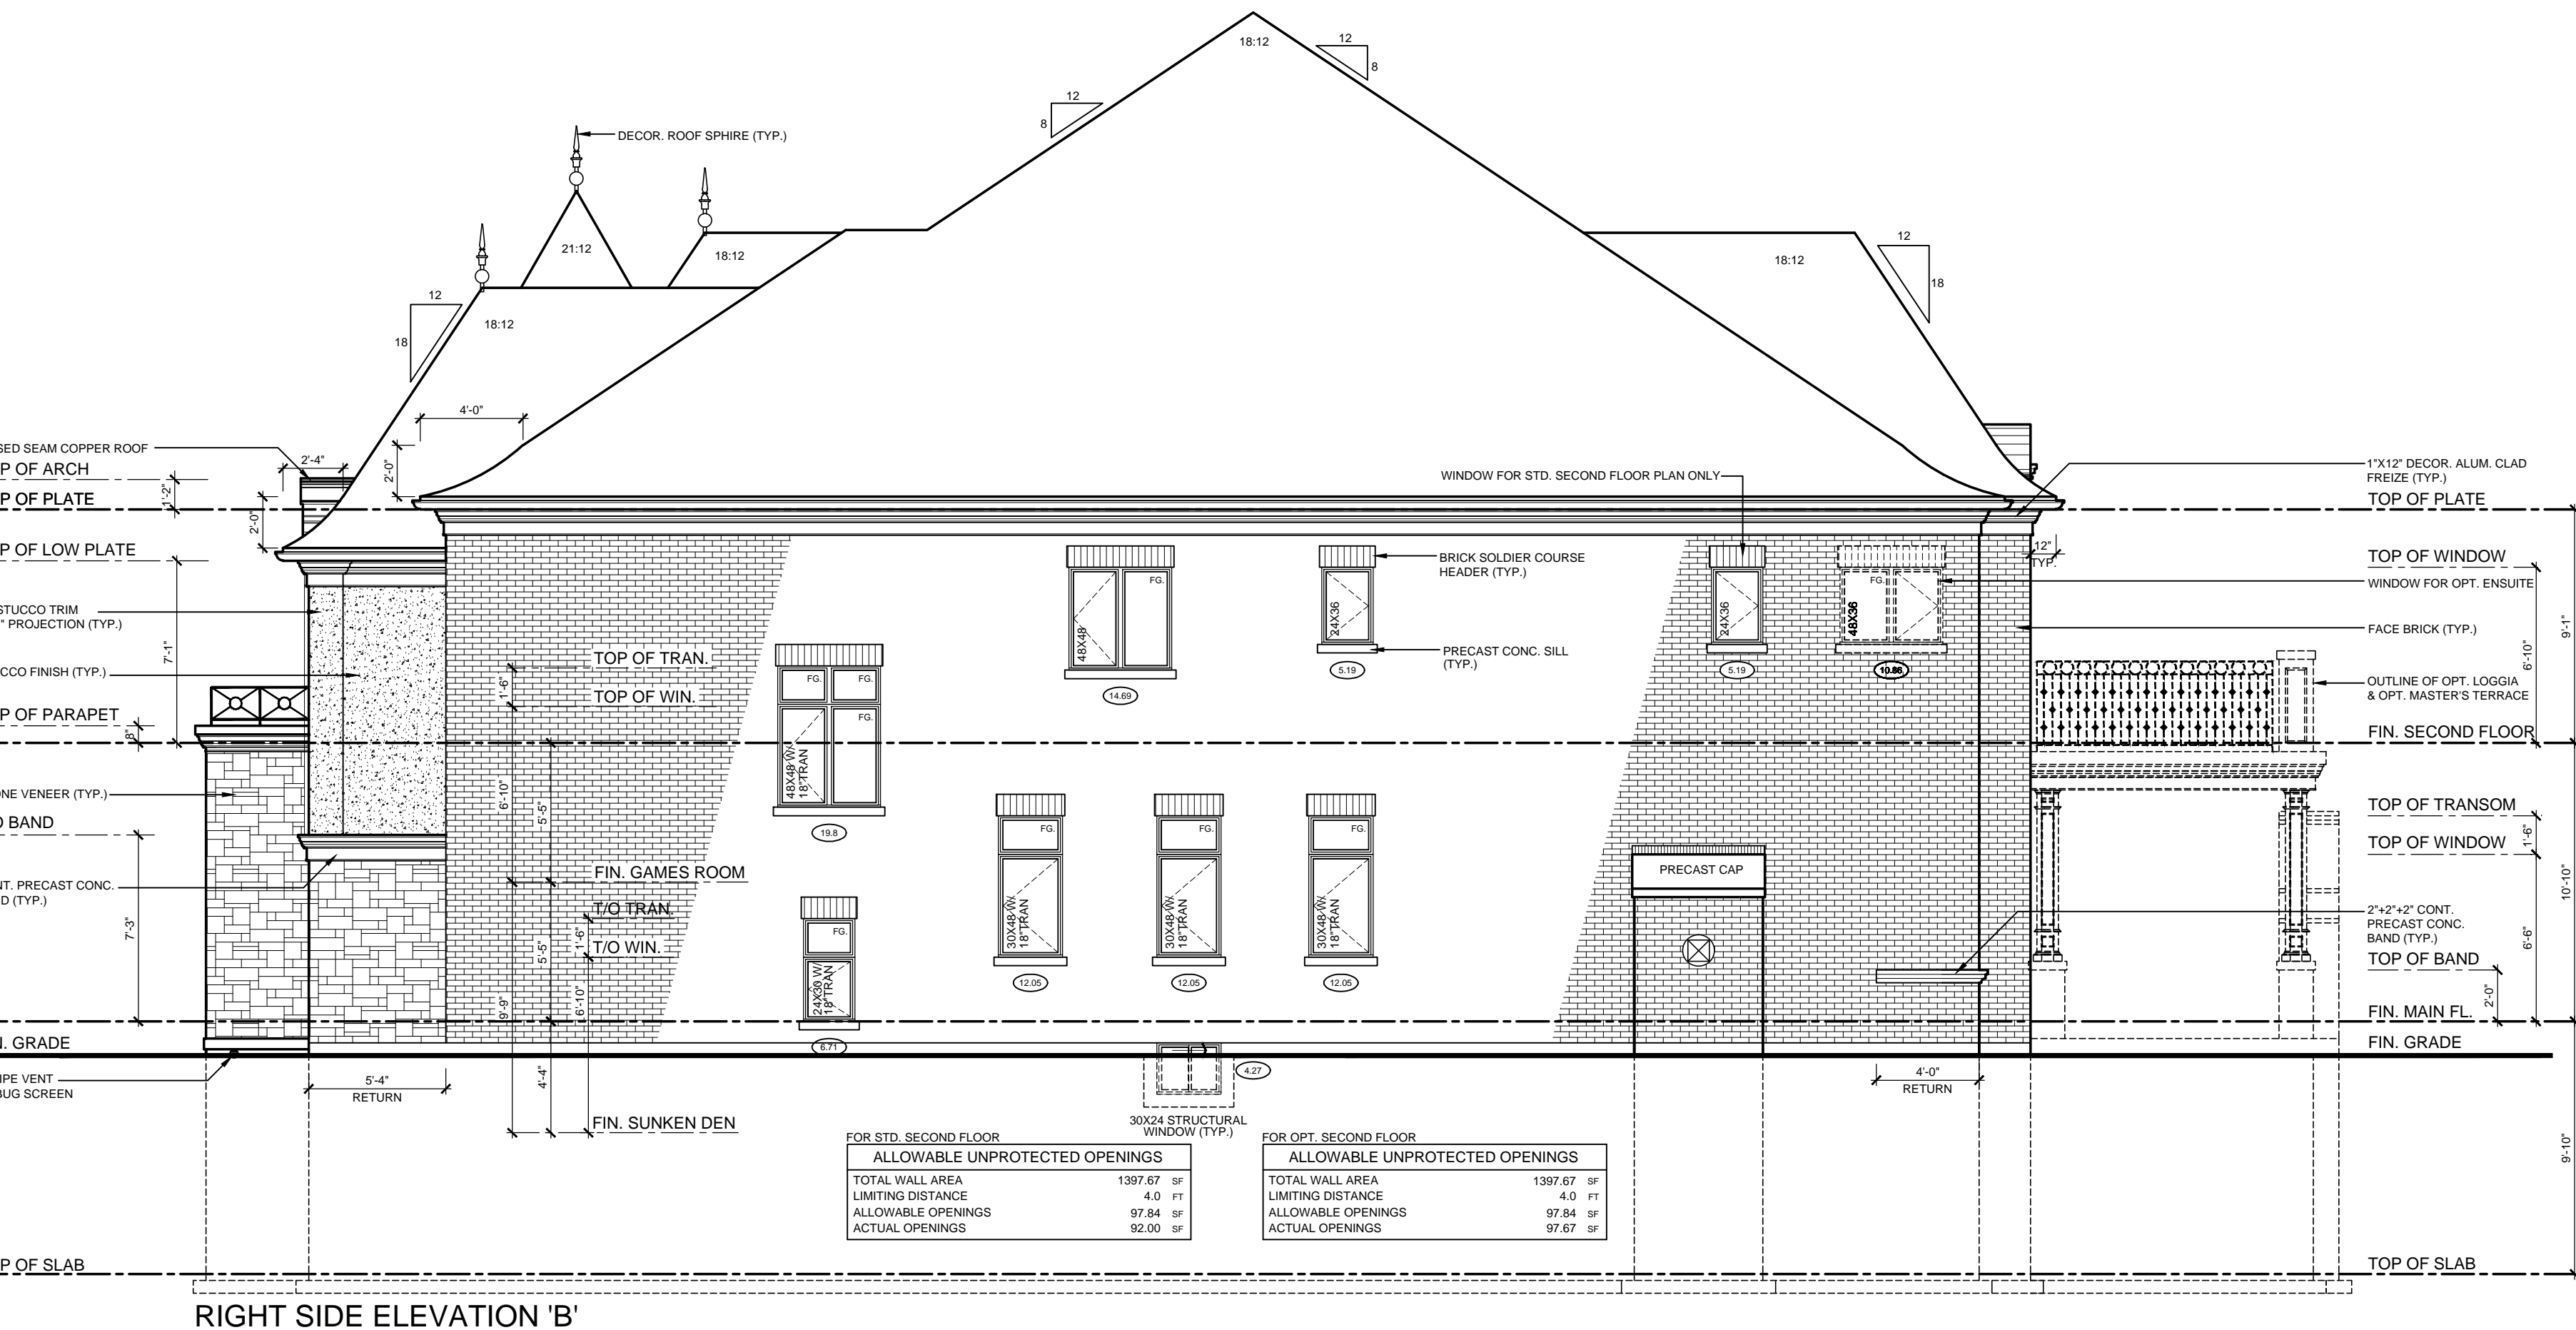 18:12
12
8
12
8
DECOR. ROOF SPHIRE (TYP.)
21:12
18:12
18:12
12
18
18:12
12
18
4'-0"
2'-0"
SED SEAM COPPER ROOF
P OF ARCH
2'-4"
1'-2"
P OF PLATE
2'-0"
P OF LOW PLATE
STUCCO TRIM
" PROJECTION (TYP.)
7'-1"
CCO FINISH (TYP.)
P OF PARAPET
8"
ONE VENEER (TYP.)
O BAND
NT. PRECAST CONC.
D (TYP.)
7'-3"
N. GRADE
IPE VENT
BUG SCREEN
5'-4"
RETURN
P OF SLAB
TOP OF TRAN.
1'-6"
TOP OF WIN.
6'-10"
5'-5"
FIN. GAMES ROOM
T/O TRAN.
1'-6"
T/O WIN.
5'-5"
9'-9"
6'-10"
4'-4"
FIN. SUNKEN DEN
FG.
FG.
FG.
48X48 W/
18"TRAN
19.8
FG.
24X30 W/
18"TRAN
6.71
FG.
48X48
14.69
24X36
5.19
BRICK SOLDIER COURSE
HEADER (TYP.)
PRECAST CONC. SILL
(TYP.)
WINDOW FOR STD. SECOND FLOOR PLAN ONLY
24X36
5.19
FG.
48X36
FG.
30X48 W/
18"TRAN
12.05
FG.
30X48 W/
18"TRAN
12.05
FG.
30X48 W/
18"TRAN
12.05
PRECAST CAP
4.27
30X24 STRUCTURAL
WINDOW (TYP.)
4'-0"
RETURN
12"
TYP.
1"X12" DECOR. ALUM. CLAD
FREIZE (TYP.)
TOP OF PLATE
TOP OF WINDOW
WINDOW FOR OPT. ENSUITE
FACE BRICK (TYP.)
9'-1"
6'-10"
OUTLINE OF OPT. LOGGIA
& OPT. MASTER'S TERRACE
FIN. SECOND FLOOR
TOP OF TRANSOM
1'-6"
TOP OF WINDOW
10'-10"
2"+2"+2" CONT.
PRECAST CONC.
BAND (TYP.)
6'-6"
TOP OF BAND
2'-0"
FIN. MAIN FL.
FIN. GRADE
9'-10"
TOP OF SLAB
FOR STD. SECOND FLOOR
ALLOWABLE UNPROTECTED OPENINGS
TOTAL WALL AREA 1397.67 SF
LIMITING DISTANCE 4.0 FT
ALLOWABLE OPENINGS 97.84 SF
ACTUAL OPENINGS 92.00 SF
FOR OPT. SECOND FLOOR
ALLOWABLE UNPROTECTED OPENINGS
TOTAL WALL AREA 1397.67 SF
LIMITING DISTANCE 4.0 FT
ALLOWABLE OPENINGS 97.84 SF
ACTUAL OPENINGS 97.67 SF
RIGHT SIDE ELEVATION 'B'